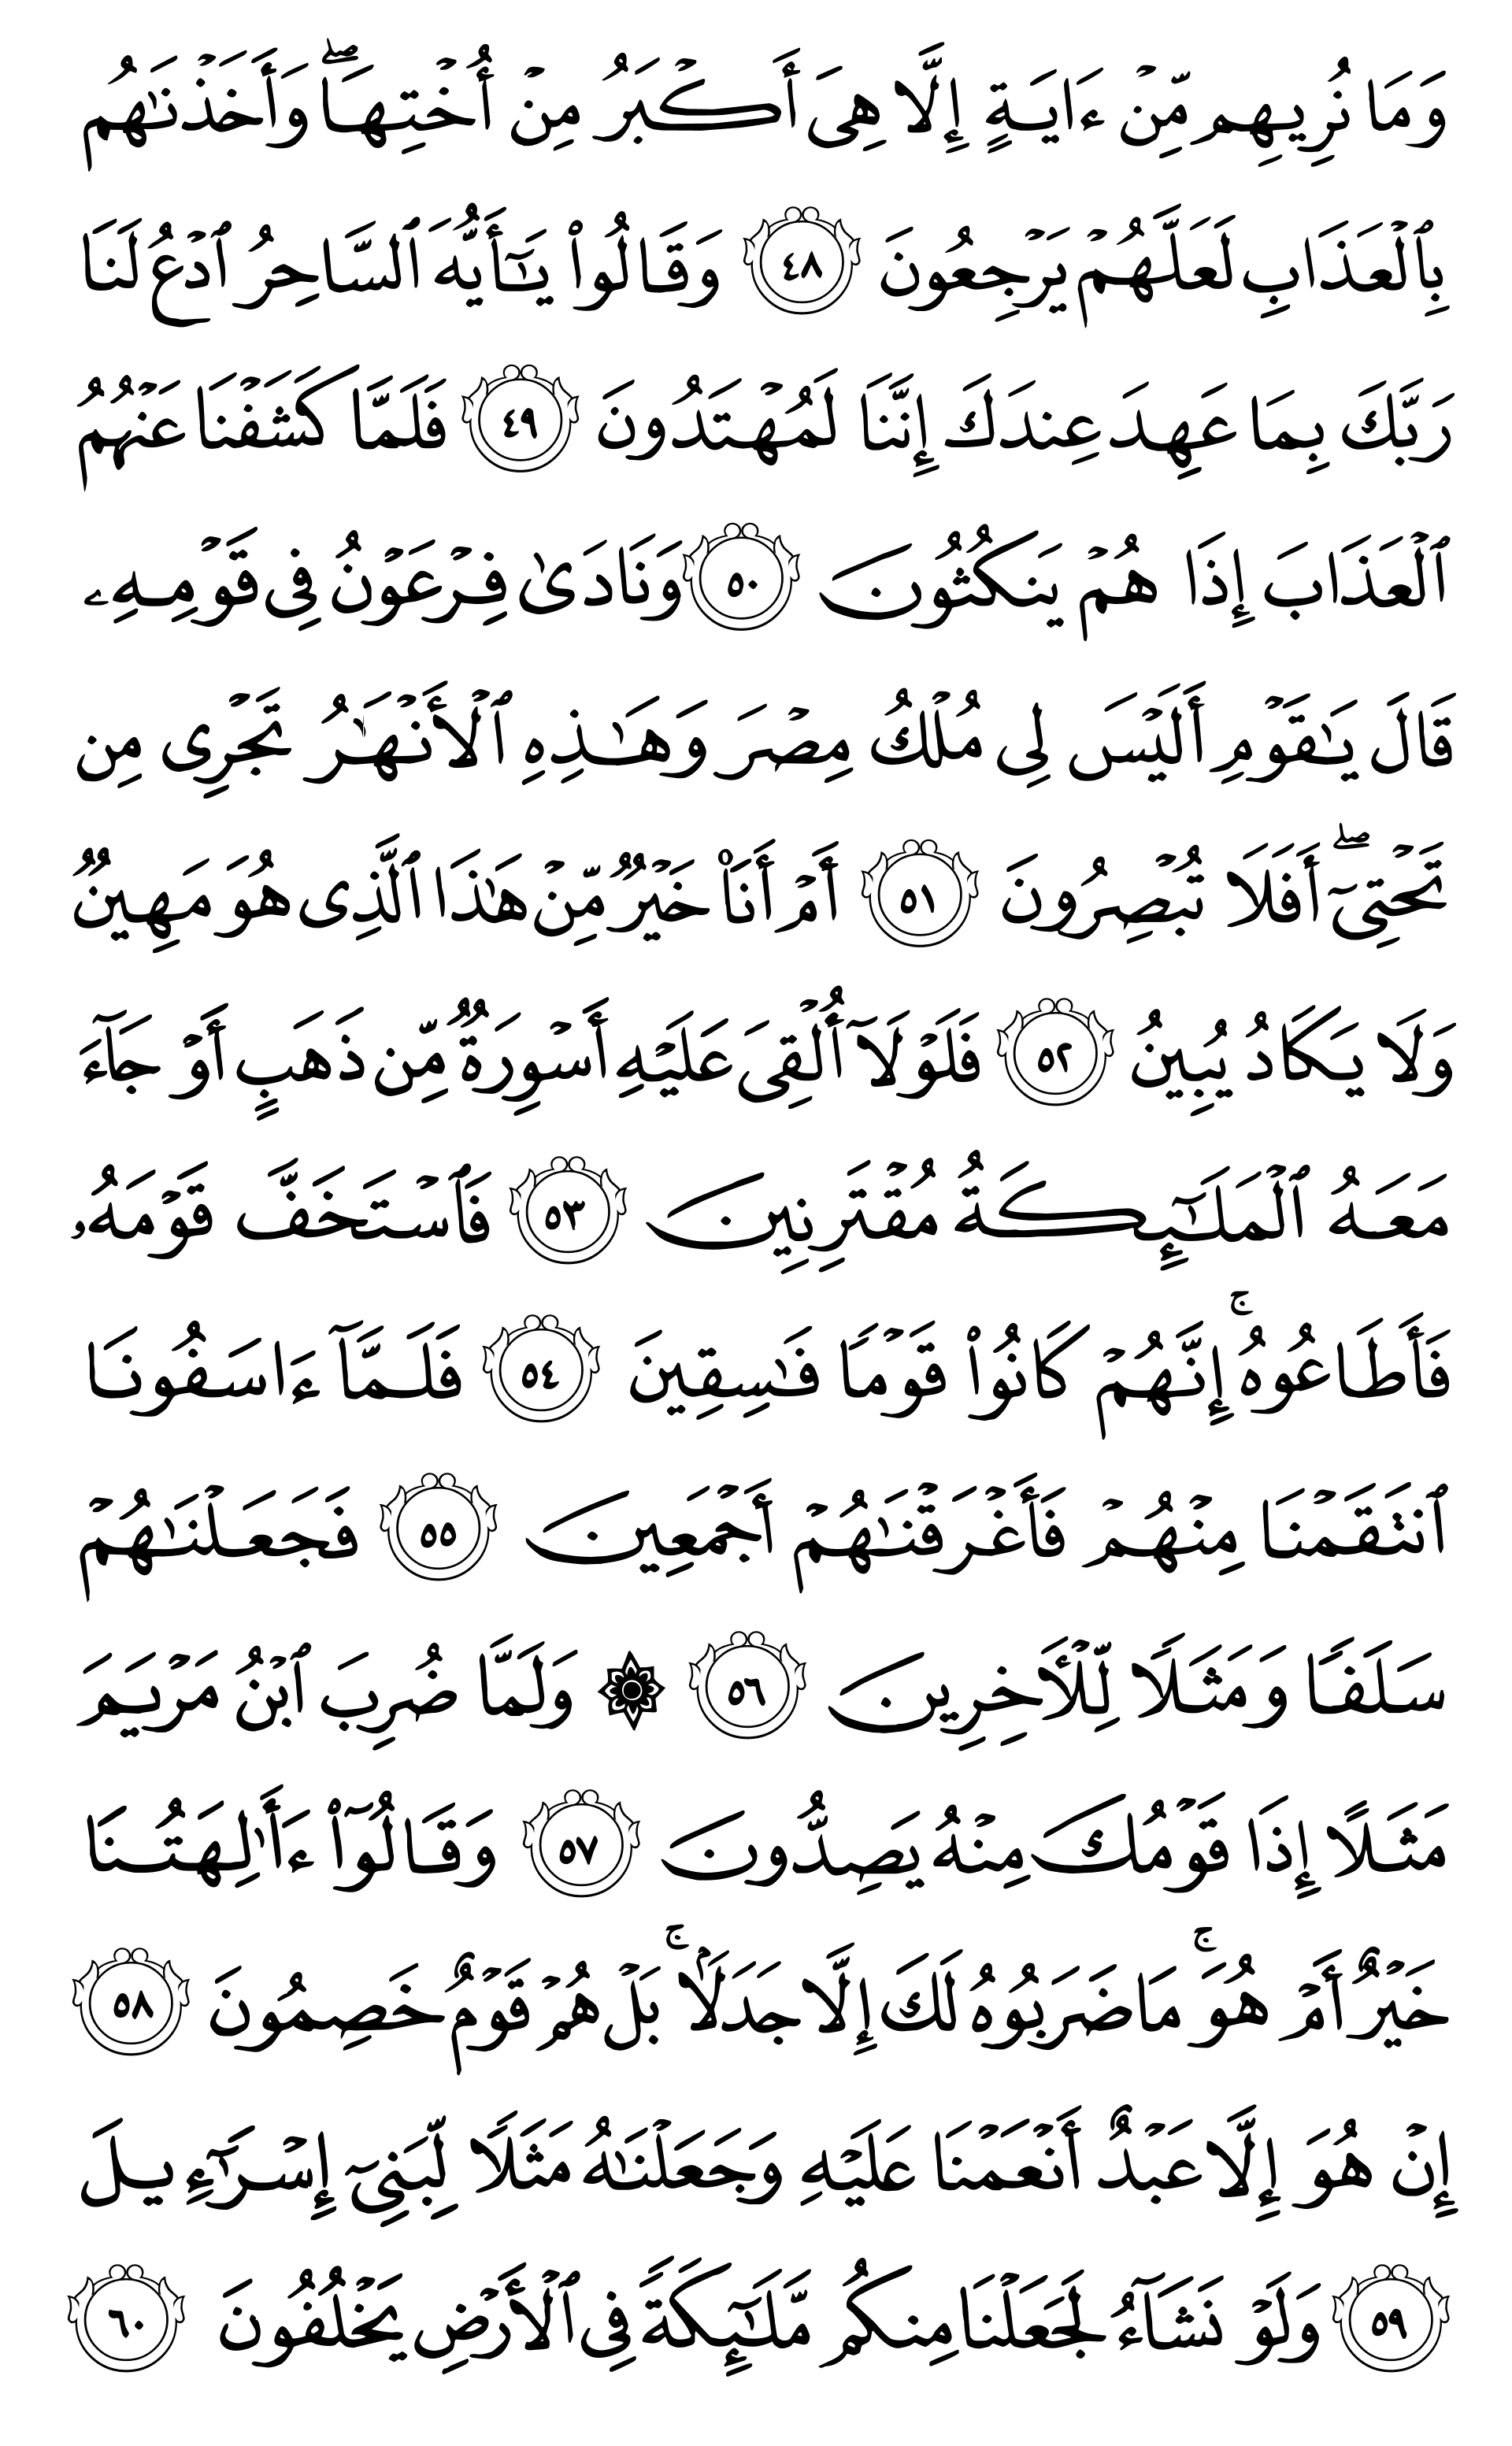 وَمَا نُرِيهِم مِّنْ ءَايَةٍ إِلَّا هِىَ أَكْبَرُ مِنْ أُخْتِهَا ۖ وَأَخَذْنَـٰهُم
بِٱلْعَذَابِ لَعَلَّهُمْ يَرْجِعُونَ ٤٨ وَقَالُوا۟ يَـٰٓأَيُّهَ ٱلسَّاحِرُ ٱدْعُ لَنَا
رَبَّكَ بِمَا عَهِدَ عِندَكَ إِنَّنَا لَمُهْتَدُونَ ٤٩ فَلَمَّا كَشَفْنَا عَنْهُمُ
ٱلْعَذَابَ إِذَا هُمْ يَنكُثُونَ ٥٠ وَنَادَىٰ فِرْعَوْنُ فِى قَوْمِهِۦ
قَالَ يَـٰقَوْمِ أَلَيْسَ لِى مُلْكُ مِصْرَ وَهَـٰذِهِ ٱلْأَنْهَـٰرُ تَجْرِى مِن
تَحْتِىٓ ۖ أَفَلَا تُبْصِرُونَ ٥١ أَمْ أَنَا۠ خَيْرٌ مِّنْ هَـٰذَا ٱلَّذِى هُوَ مَهِينٌ
وَلَا يَكَادُ يُبِينُ ٥٢ فَلَوْلَآ أُلْقِىَ عَلَيْهِ أَسْوِرَةٌ مِّن ذَهَبٍ أَوْ جَآءَ
مَعَهُ ٱلْمَلَـٰٓئِكَةُ مُقْتَرِنِينَ ٥٣ فَٱسْتَخَفَّ قَوْمَهُۥ
فَأَطَاعُوهُ ۚ إِنَّهُمْ كَانُوا۟ قَوْمًا فَـٰسِقِينَ ٥٤ فَلَمَّآ ءَاسَفُونَا
ٱنتَقَمْنَا مِنْهُمْ فَأَغْرَقْنَـٰهُمْ أَجْمَعِينَ ٥٥ فَجَعَلْنَـٰهُمْ
سَلَفًا وَمَثَلًا لِّلْـَٔاخِرِينَ ٥٦ ۞ وَلَمَّا ضُرِبَ ٱبْنُ مَرْيَمَ
مَثَلًا إِذَا قَوْمُكَ مِنْهُ يَصِدُّونَ ٥٧ وَقَالُوٓا۟ ءَأَـٰلِهَتُنَا
خَيْرٌ أَمْ هُوَ ۚ مَا ضَرَبُوهُ لَكَ إِلَّا جَدَلًۢا ۚ بَلْ هُمْ قَوْمٌ خَصِمُونَ ٥٨
إِنْ هُوَ إِلَّا عَبْدٌ أَنْعَمْنَا عَلَيْهِ وَجَعَلْنَـٰهُ مَثَلًا لِّبَنِىٓ إِسْرَٰٓءِيلَ
٥٩ وَلَوْ نَشَآءُ لَجَعَلْنَا مِنكُم مَّلَـٰٓئِكَةً فِى ٱلْأَرْضِ يَخْلُفُونَ ٦٠